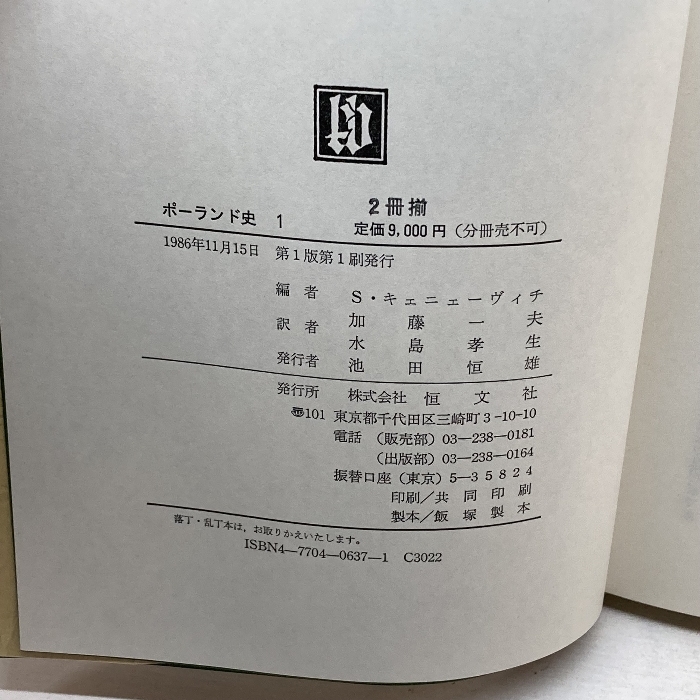 ポーランド史 1
2冊揃
定価9,000円(分冊売不可)
1986年11月15日 第1版第1刷発行
編者 S・キェニェーヴィチ
訳者 加藤一夫
水島孝生
発行者 池田恒雄
発行所 株式会社 恒文社
〠101 東京都千代田区三崎町3-10-10
電話 (販売部) 03―238―0181
(出版部) 03―238―0164
振替口座(東京) 5―35824
印刷/共同印刷
製本/飯塚製本
落丁・乱丁本は,お取りかえいたします。
ISBN4―7704―0637―1 C3022